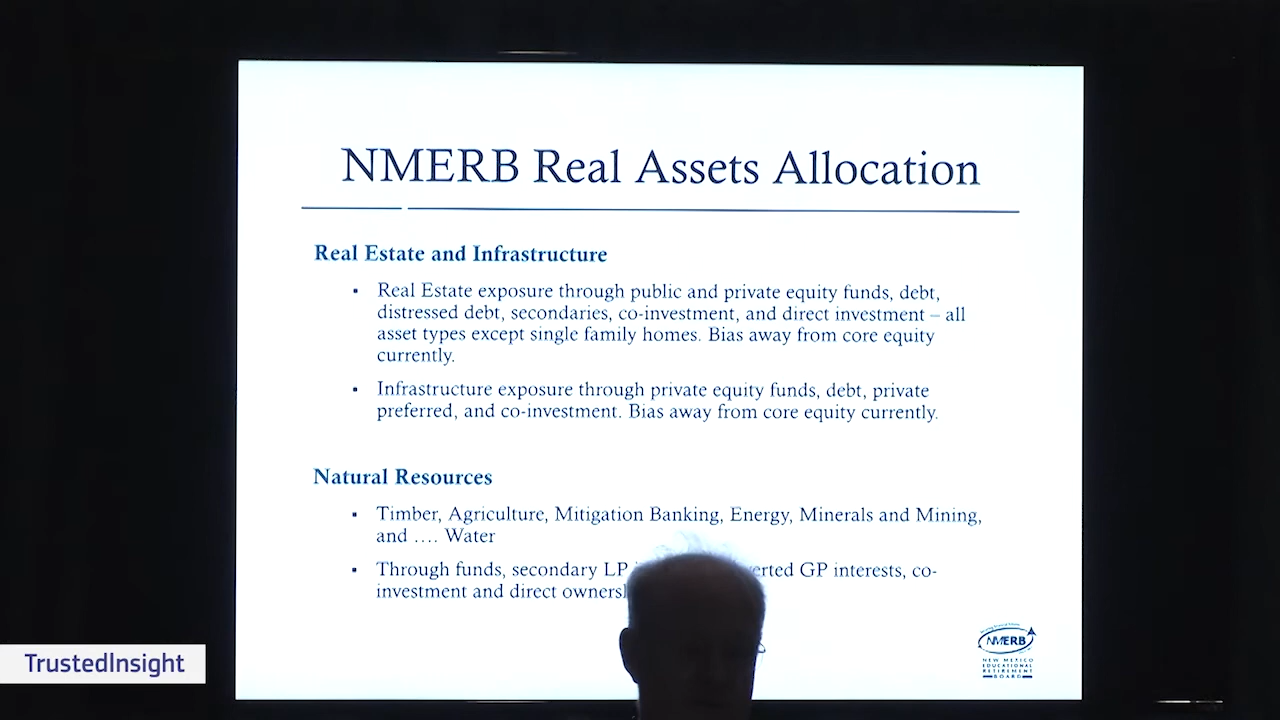 NMERB Real Assets Allocation
Real Estate and Infrastructure
▪ Real Estate exposure through public and private equity funds, debt,
distressed debt, secondaries, co-investment, and direct investment – all
asset types except single family homes. Bias away from core equity
currently.
▪ Infrastructure exposure through private equity funds, debt, private
preferred, and co-investment. Bias away from core equity currently.
Natural Resources
▪ Timber, Agriculture, Mitigation Banking, Energy, Minerals and Mining,
and …. Water
▪ Through funds, secondary LP GP interests, co-
investment and direct
NMERB
NEW MEXICO
EDUCATIONAL
RETIREMENT
BOARD
TrustedInsight